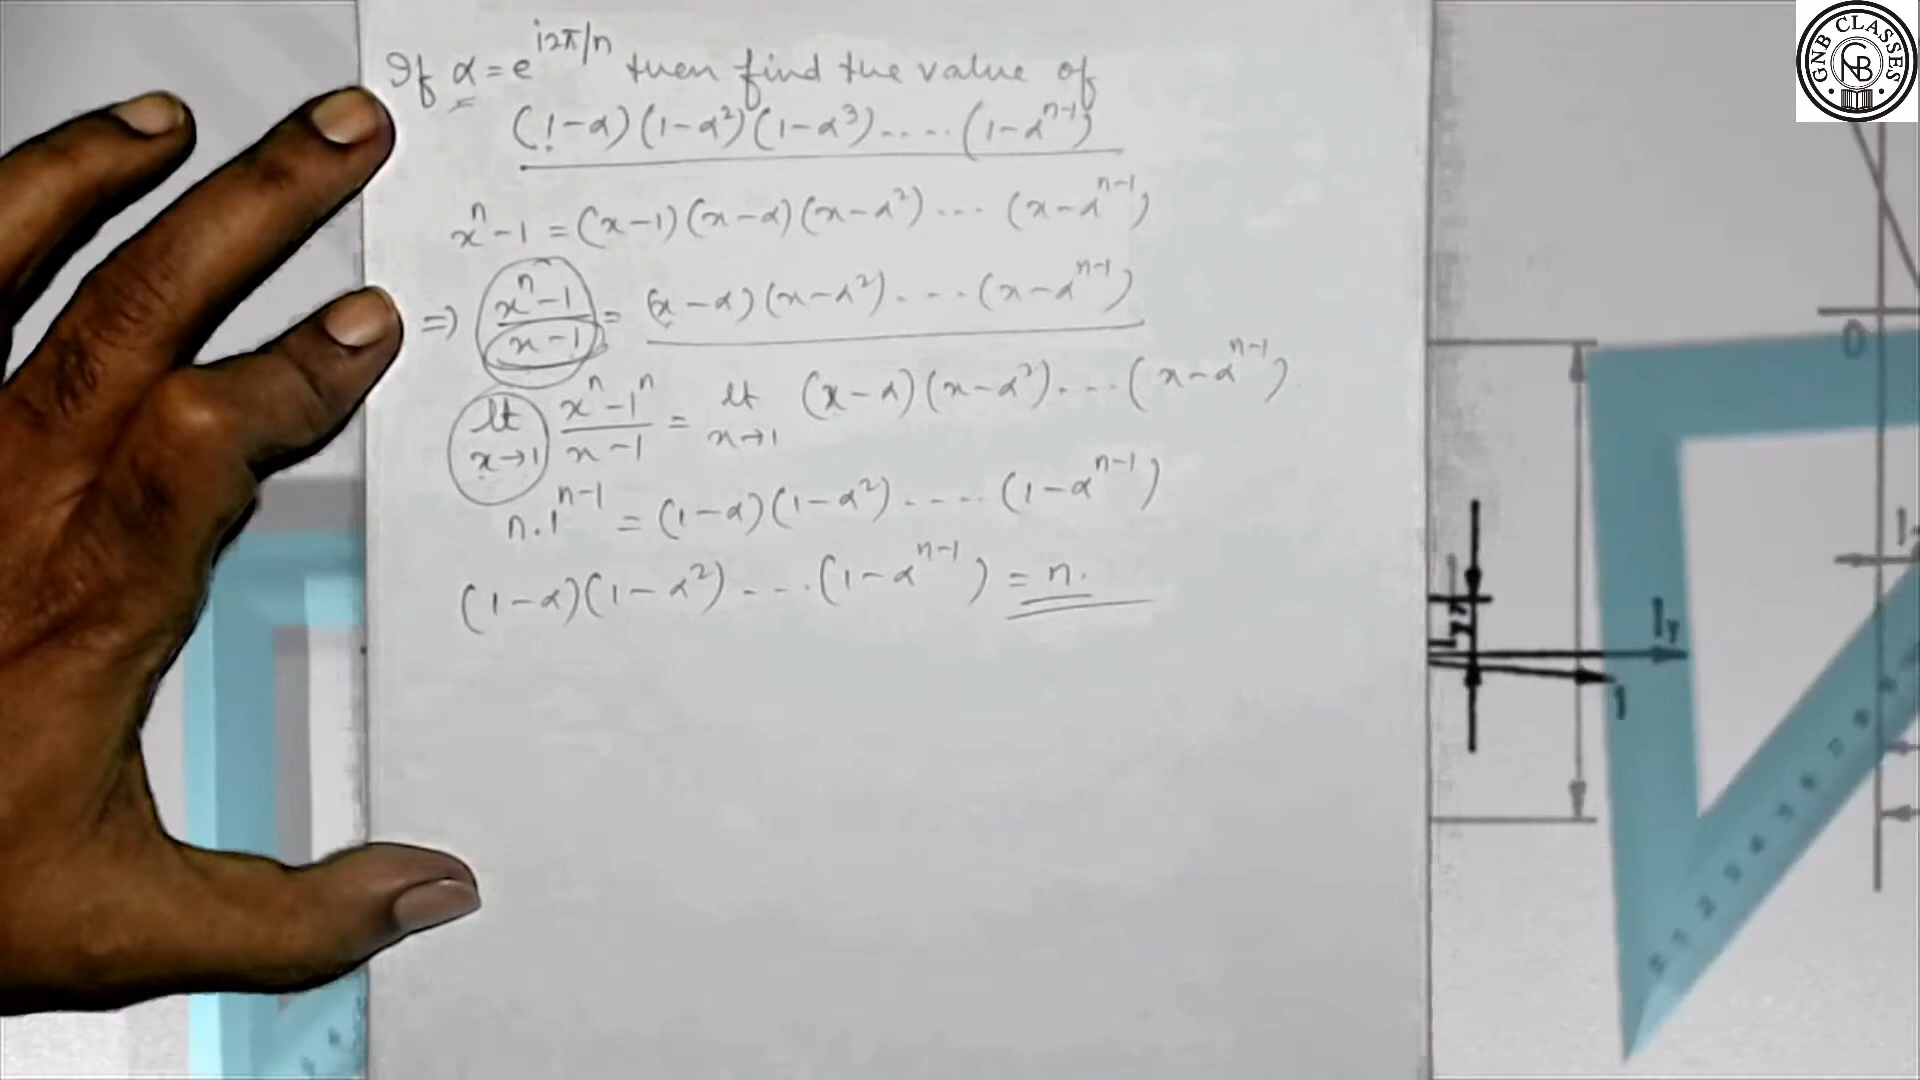 If α = e^{i2π/n} then find the value of
(1-α)(1-α²)(1-α³).....(1-α^{n-1})
x^n - 1 = (x-1)(x-α)(x-α²)...(x-α^{n-1})
⇒ (x^n - 1)/(x-1) = (x-α)(x-α²)....(x-α^{n-1})
lt x→1 (x^n - 1^n)/(x-1) = lt x→1 (x-α)(x-α²)....(x-α^{n-1})
n.1^{n-1} = (1-α)(1-α²).....(1-α^{n-1})
(1-α)(1-α²)....(1-α^{n-1}) = n.
GNB CLASSES
GNB
0